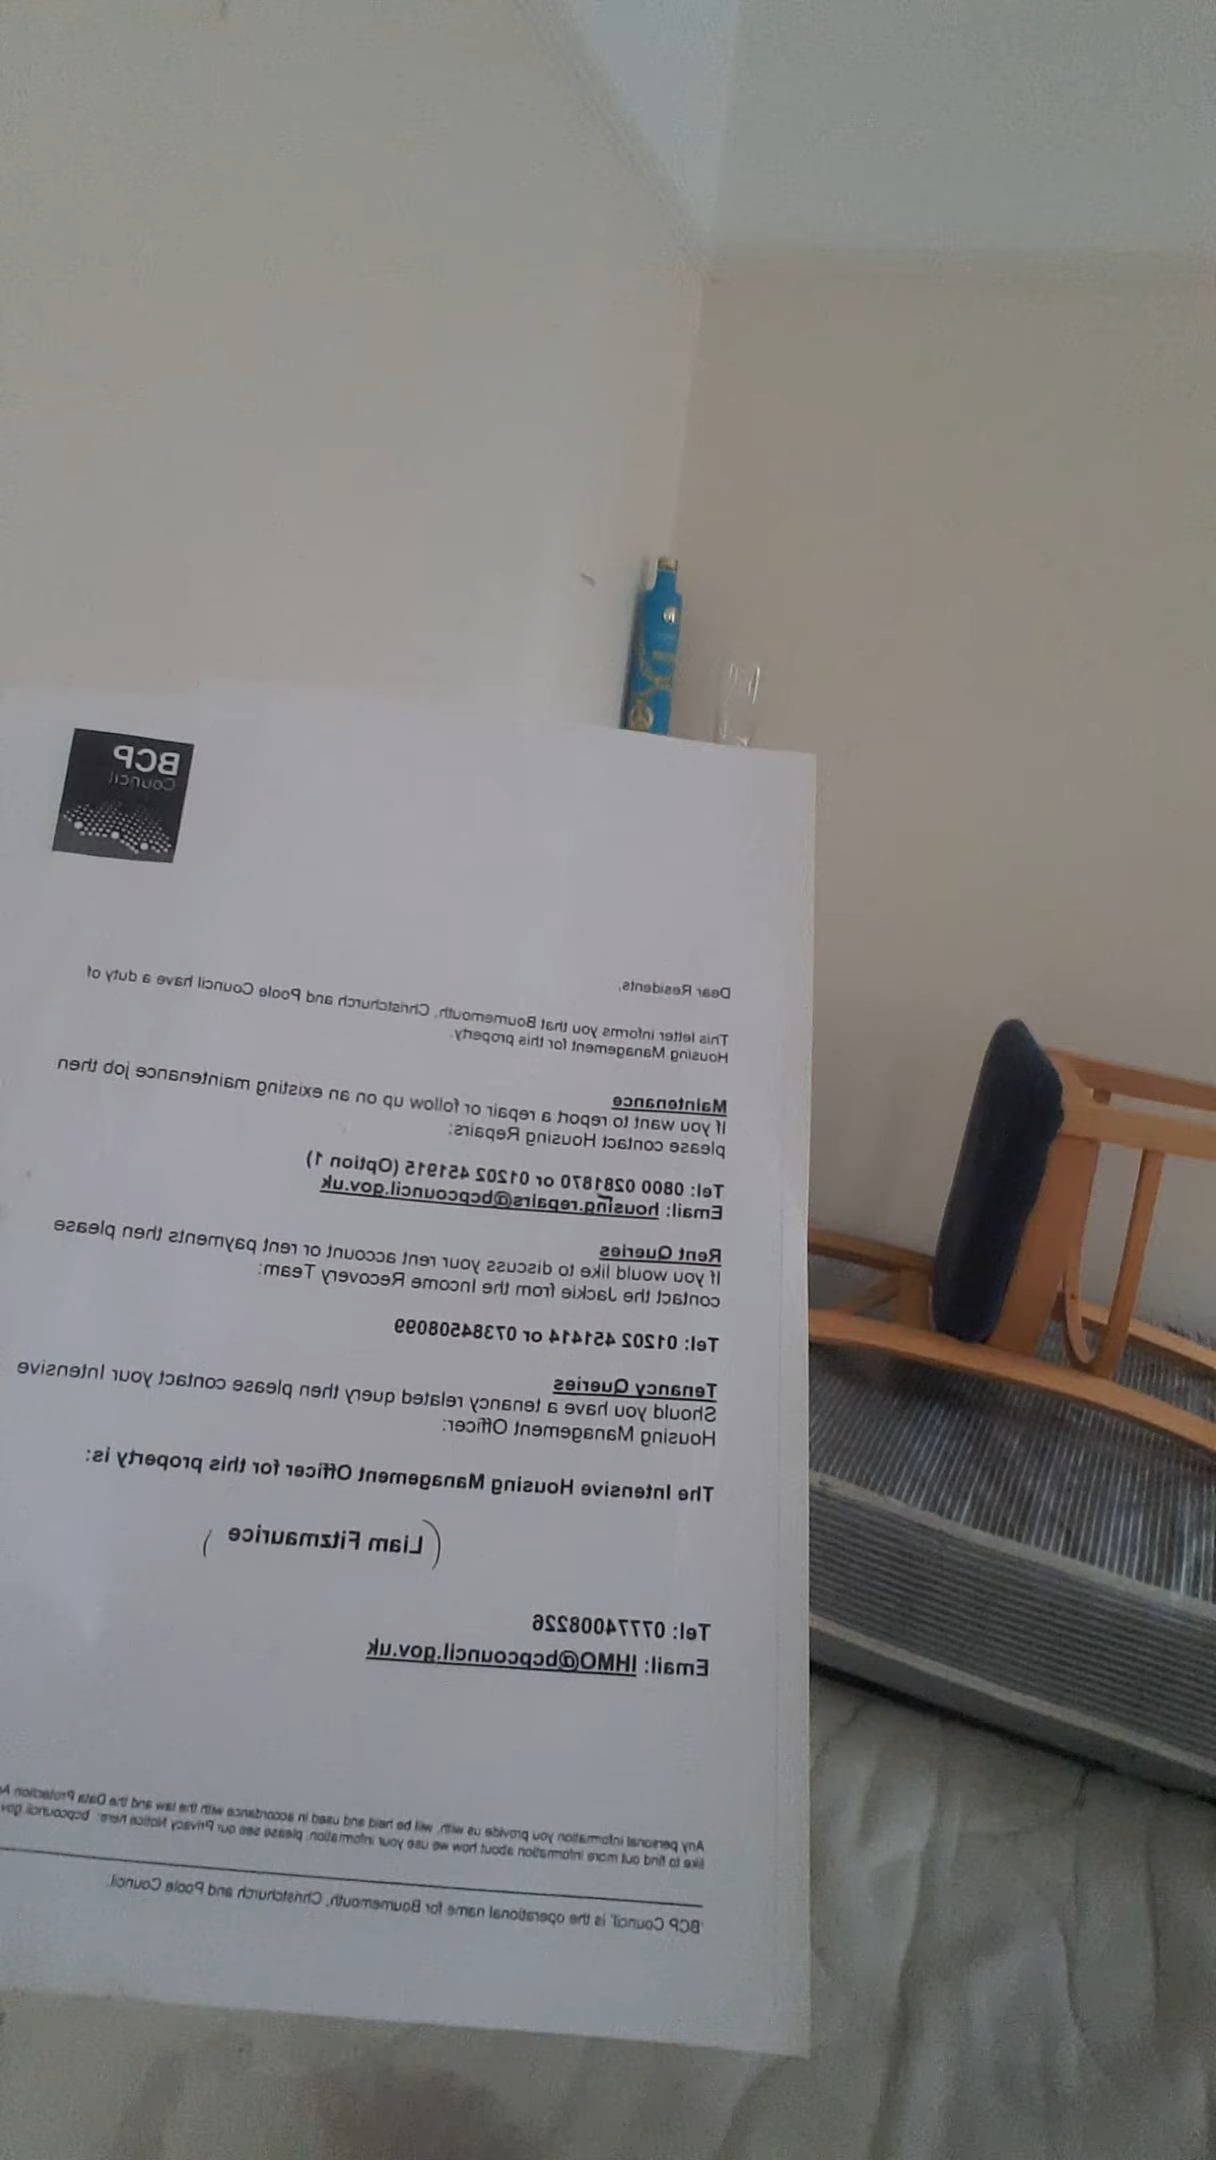 BCP
Council
Dear Residents,
This letter informs you that Bournemouth, Christchurch and Poole Council have a duty of
Housing Management for this property.
Maintenance
If you want to report a repair or follow up on an existing maintenance job then
please contact Housing Repairs:
Tel: 0800 0281870 or 01202 451915 (Option 1)
Email: housing.repairs@bcpcouncil.gov.uk
Rent Queries
If you would like to discuss your rent account or rent payments then please
contact the Jackie from the Income Recovery Team:
Tel: 01202 451414 or 07384508099
Tenancy Queries
Should you have a tenancy related query then please contact your Intensive
Housing Management Officer:
The Intensive Housing Management Officer for this property is:
(Liam Fitzmaurice )
Tel: 07774008226
Email: IHMO@bcpcouncil.gov.uk
Any personal information you provide us with, will be held and used in accordance with the law and the Data Protection
like to find out more information about how we use your information, please see our Privacy Notice here: bcpcouncil.gov
'BCP Council' is the operational name for Bournemouth, Christchurch and Poole Council.